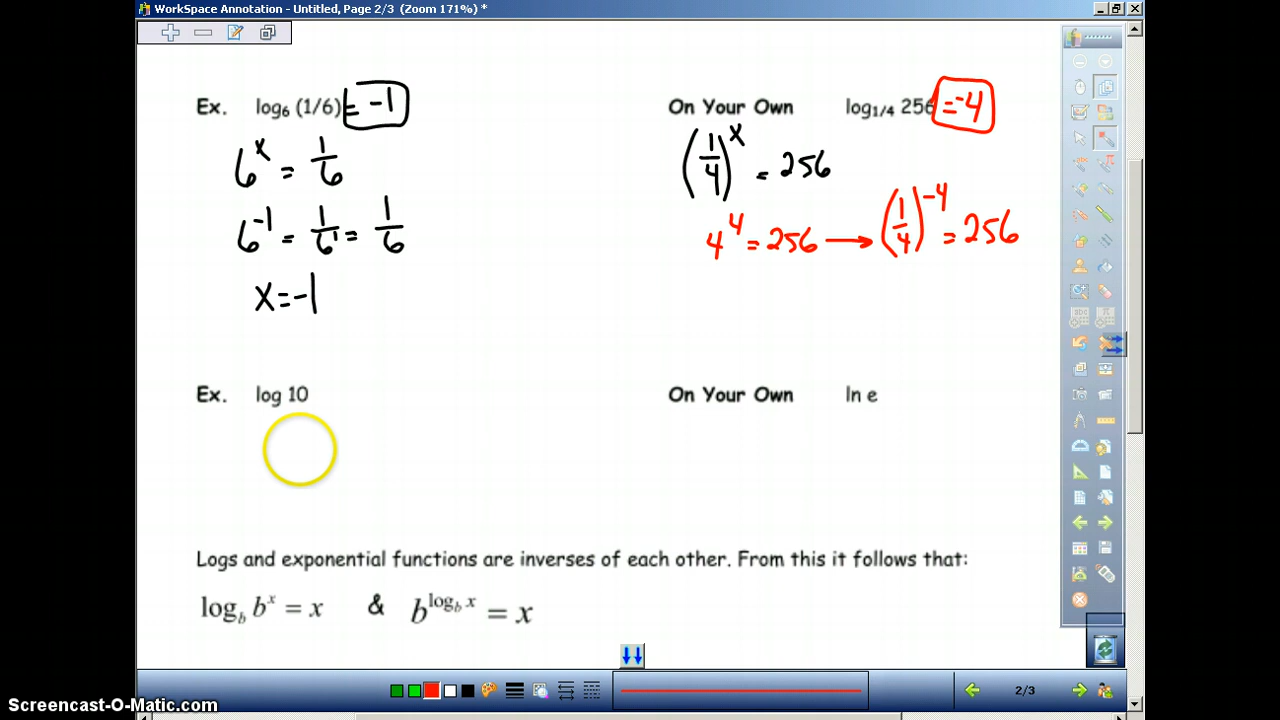 WorkSpace Annotation - Untitled, Page 2/3 (Zoom 171%) *
Ex. log₆ (1/6) = -1
6ˣ = 1/6
6⁻¹ = 1/6¹ = 1/6
x = -1
On Your Own log₁/₄ 256 = -4
(1/4)ˣ = 256
4⁴ = 256 → (1/4)⁻⁴ = 256
Ex. log 10
On Your Own ln e
Logs and exponential functions are inverses of each other. From this it follows that:
log_b bˣ = x & b^(log_b x) = x
2/3
Screencast-O-Matic.com